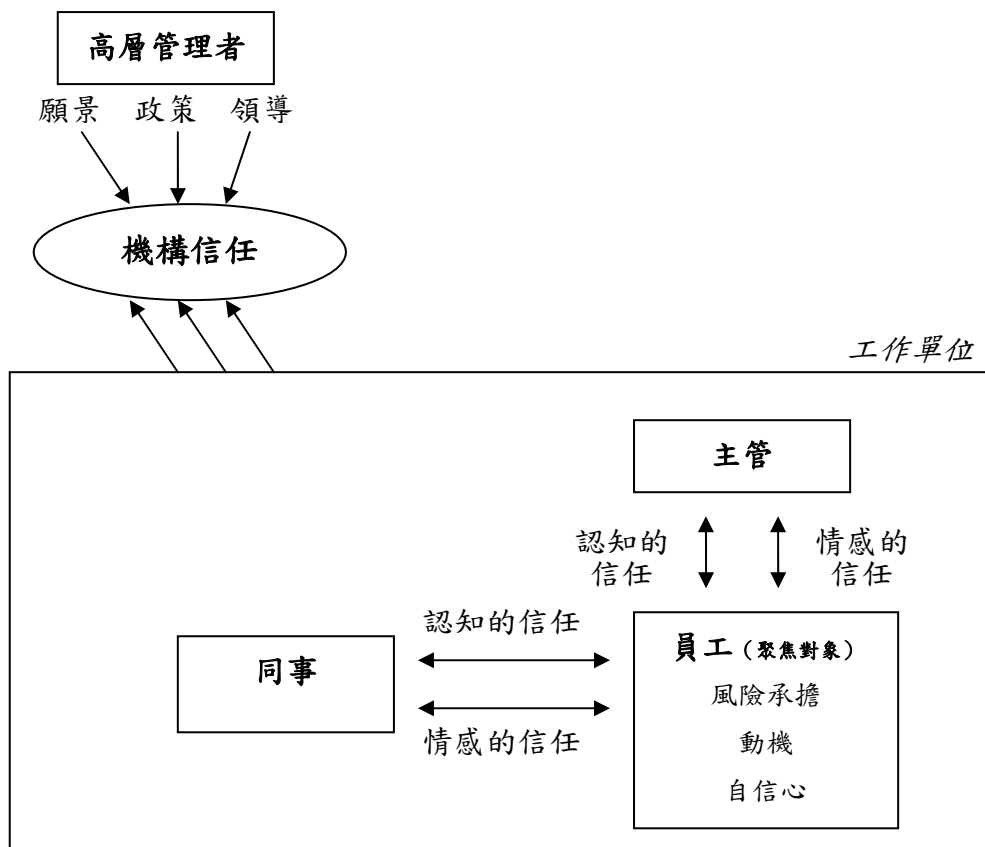 高層管理者
願景 政策 領導
機構信任
工作單位
主管
認知的
信任
情感的
信任
認知的信任
同事
情感的信任
員工（聚焦對象）
風險承擔
動機
自信心